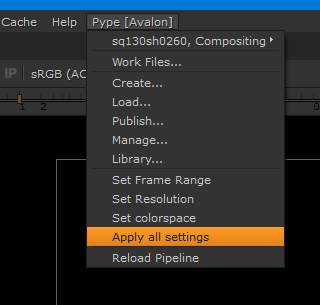 Cache Help Pype [Avalon]
sq130sh0260, Compositing
Work Files...
IP sRGB (AC
Create...
Load...
1 2
Publish...
Manage...
Library...
Set Frame Range
Set Resolution
Set colorspace
Apply all settings
Reload Pipeline